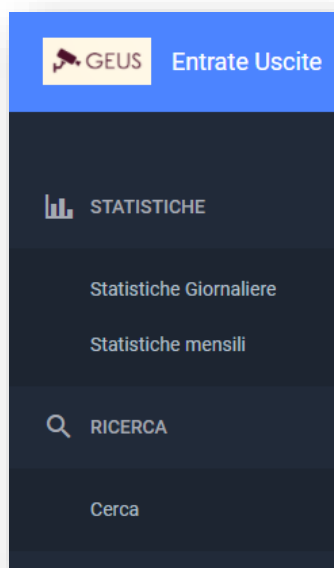 GEUS Entrate Uscite
STATISTICHE
Statistiche Giornaliere
Statistiche mensili
RICERCA
Cerca